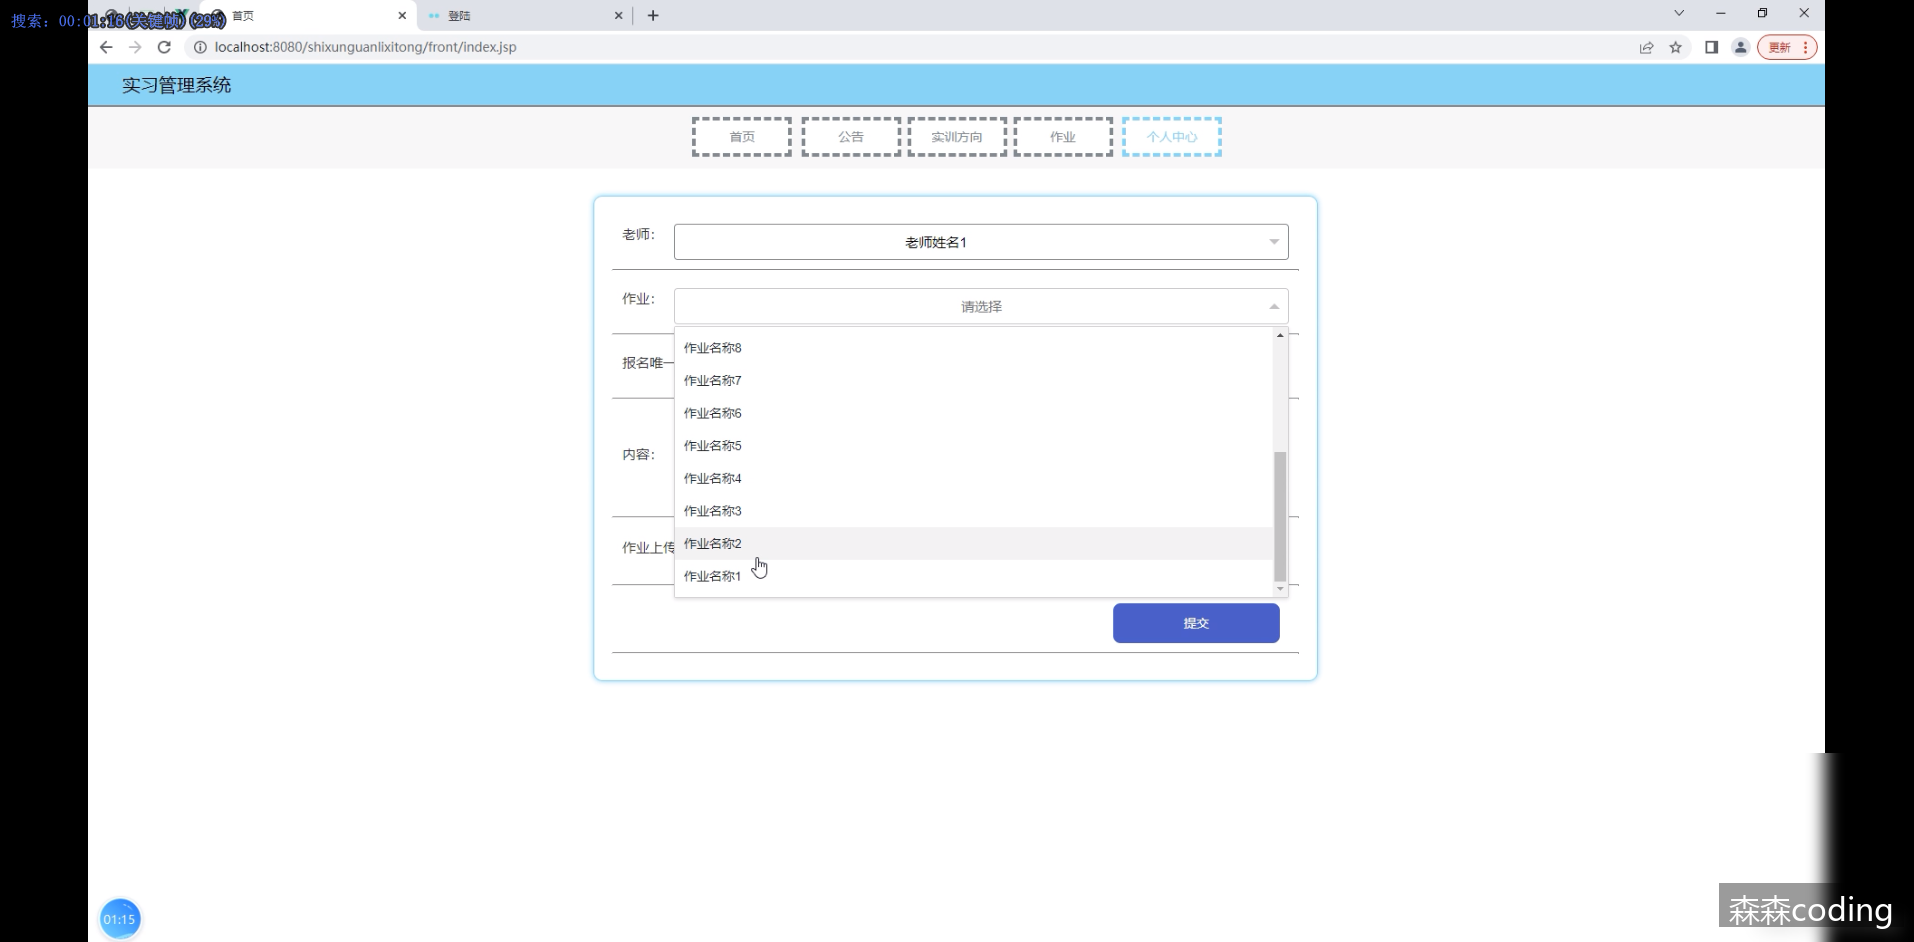 搜索: 00:01:16(关键帧)(29%)
首页
登陆
localhost:8080/shixunguanlixitong/front/index.jsp
更新
实习管理系统
首页
公告
实训方向
作业
个人中心
老师：
老师姓名1
作业：
请选择
作业名称8
报名唯一
作业名称7
作业名称6
作业名称5
内容：
作业名称4
作业名称3
作业名称2
作业上传
作业名称1
提交
01:15
森森coding